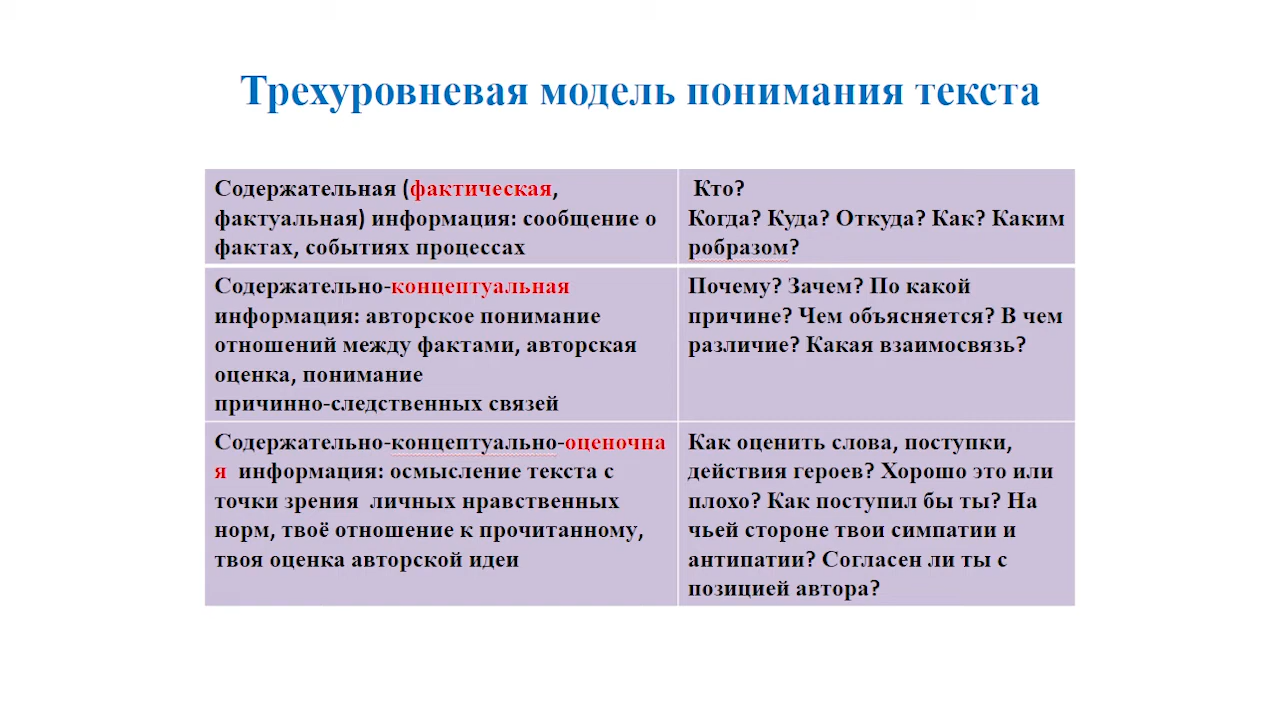 Трехуровневая модель понимания текста
Содержательная (фактическая,
фактуальная) информация: сообщение о
фактах, событиях процессах
Кто?
Когда? Куда? Откуда? Как? Каким
робразом?
Содержательно-концептуальная
информация: авторское понимание
отношений между фактами, авторская
оценка, понимание
причинно-следственных связей
Почему? Зачем? По какой
причине? Чем объясняется? В чем
различие? Какая взаимосвязь?
Содержательно-концептуально-оценочна
я информация: осмысление текста с
точки зрения личных нравственных
норм, твоё отношение к прочитанному,
твоя оценка авторской идеи
Как оценить слова, поступки,
действия героев? Хорошо это или
плохо? Как поступил бы ты? На
чьей стороне твои симпатии и
антипатии? Согласен ли ты с
позицией автора?